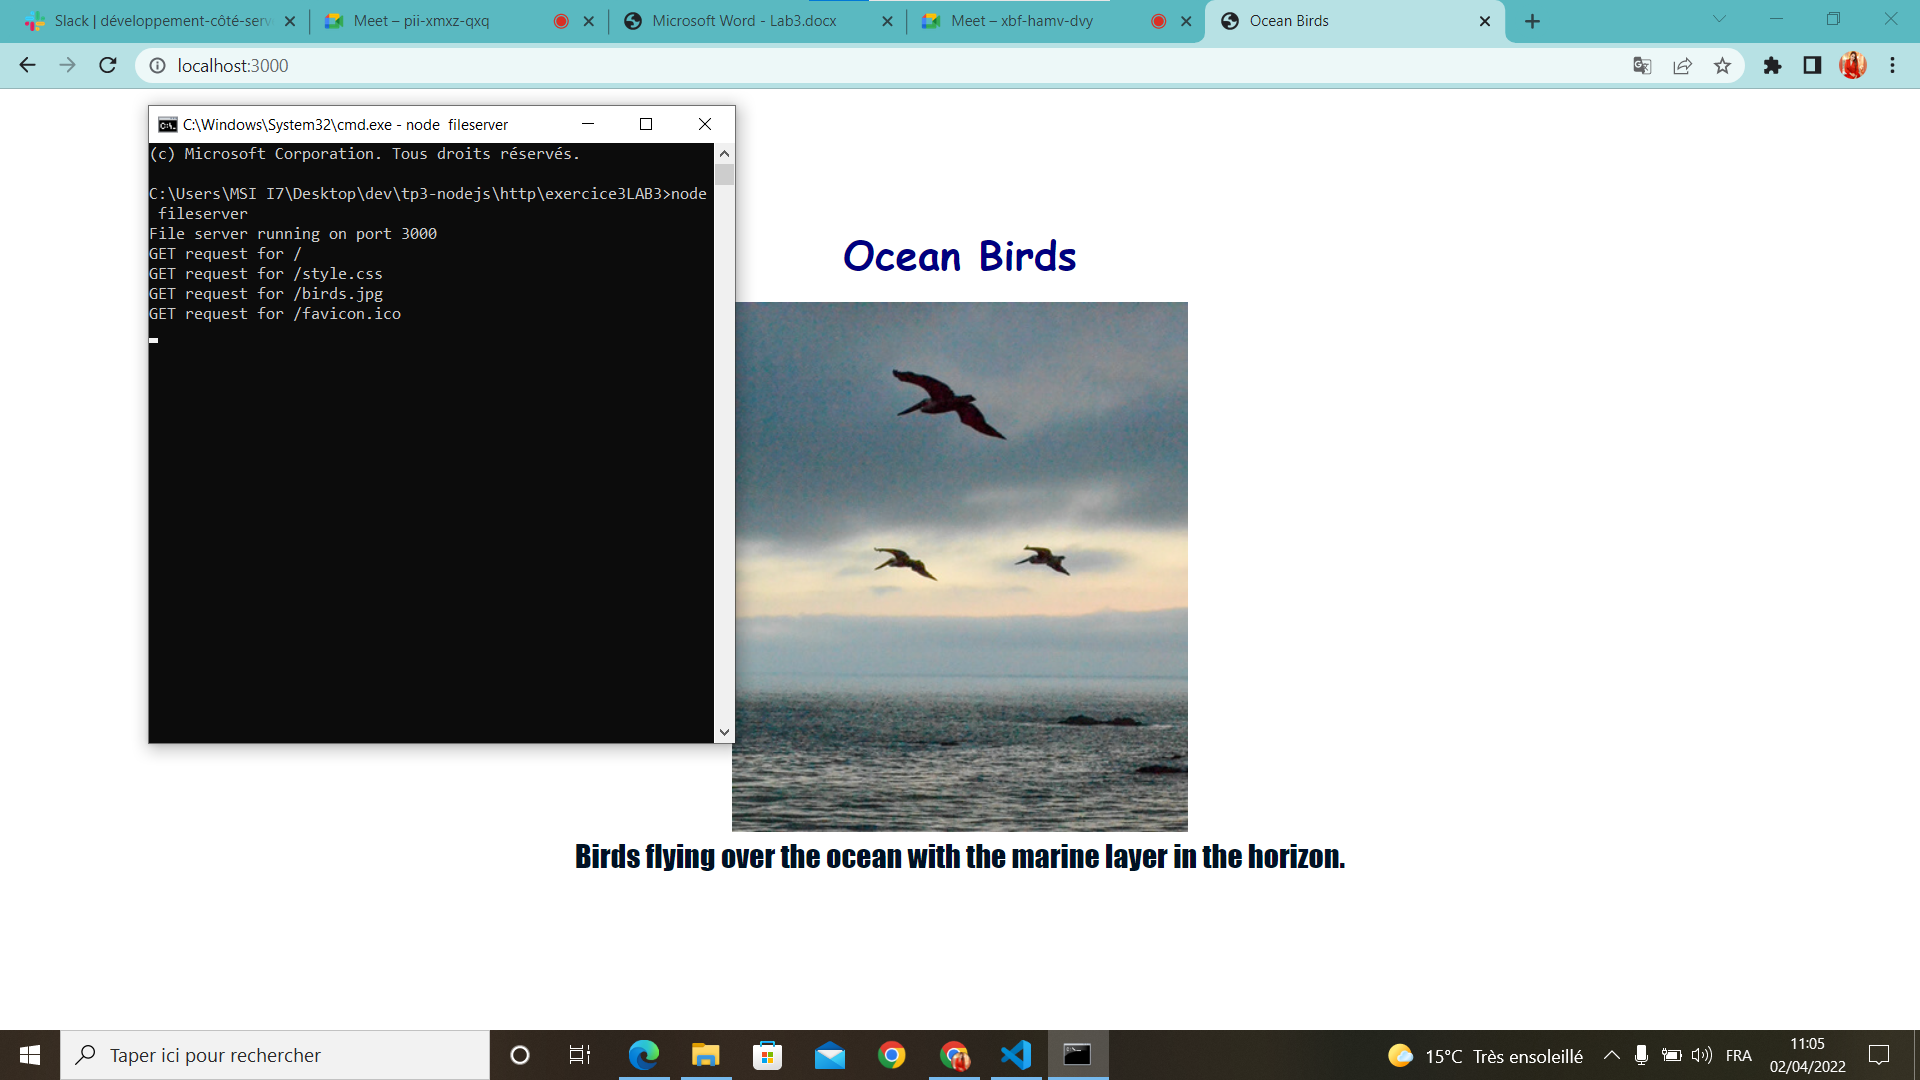 Slack | développement-côté-serv
Meet – pii-xmxz-qxq
Microsoft Word - Lab3.docx
Meet – xbf-hamv-dvy
Ocean Birds
localhost:3000
C:\Windows\System32\cmd.exe - node  fileserver
(c) Microsoft Corporation. Tous droits réservés.
C:\Users\MSI I7\Desktop\dev\tp3-nodejs\http\exercice3LAB3>node
fileserver
File server running on port 3000
GET request for /
GET request for /style.css
GET request for /birds.jpg
GET request for /favicon.ico
Ocean Birds
Birds flying over the ocean with the marine layer in the horizon.
Taper ici pour rechercher
15°C Très ensoleillé
FRA
11:05
02/04/2022